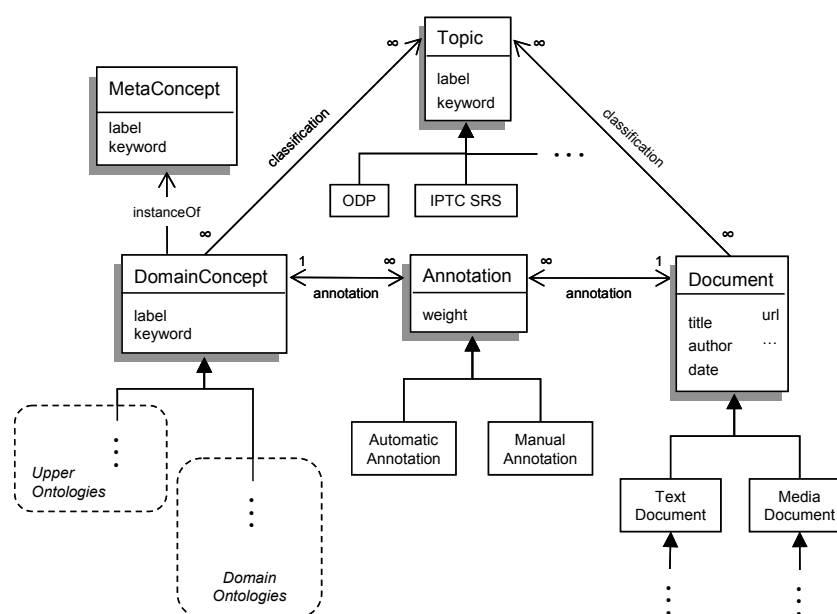 ∞
Topic
∞
label
keyword
MetaConcept
label
keyword
classification
classification
ODP
IPTC SRS
...
instanceOf
∞
∞
DomainConcept
label
keyword
1
∞
annotation
Annotation
weight
∞
1
annotation
Document
title
url
author
...
date
Automatic
Annotation
Manual
Annotation
Upper
Ontologies
Domain
Ontologies
Text
Document
Media
Document